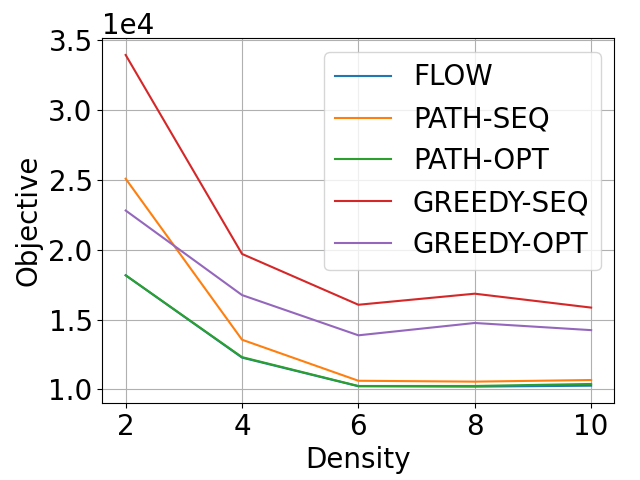 1e4
3.5
3.0
2.5
2.0
1.5
1.0
Objective
FLOW
PATH-SEQ
PATH-OPT
GREEDY-SEQ
GREEDY-OPT
2 4 6 8 10
Density